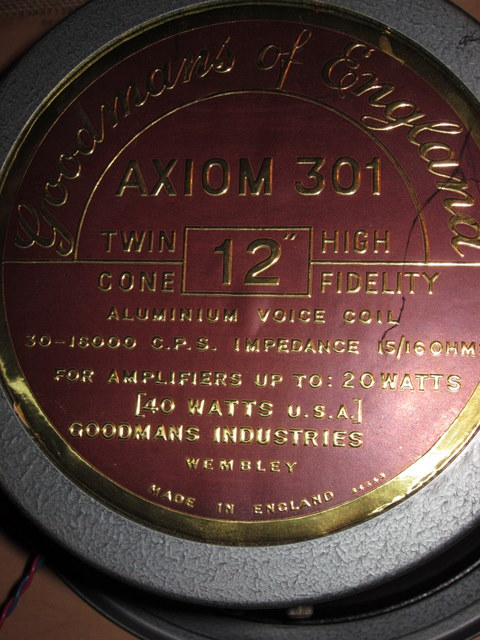 Goodmans of England
AXIOM 301
TWIN CONE
12"
HIGH FIDELITY
ALUMINIUM VOICE COIL
30-16000 C.P.S. IMPEDANCE 15/16 OHMS
FOR AMPLIFIERS UP TO: 20 WATTS
[40 WATTS U.S.A.]
GOODMANS INDUSTRIES
WEMBLEY
MADE IN ENGLAND